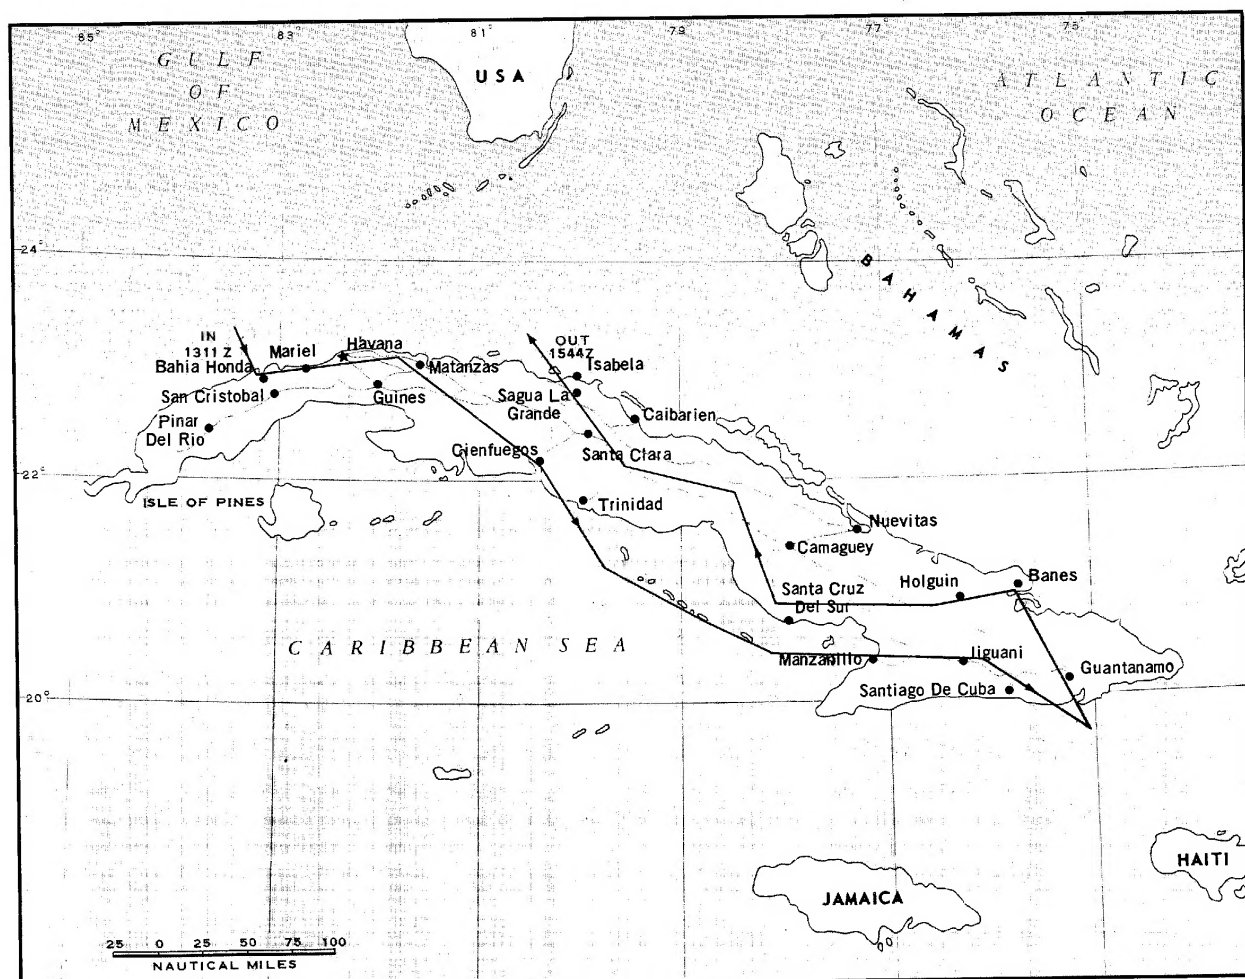 85°
83
81
79
77
75
GULF
OF
MEXICO
USA
ATLANTIC
OCEAN
24°
BAHAMAS
IN
1311 Z
Bahia Honda
Mariel
Havana
OUT
1544Z
Matanzas
Isabela
San Cristobal
Guines
Sagua La
Grande
Caibarien
Pinar
Del Rio
Cienfuegos
Santa Clara
22°
ISLE OF PINES
Trinidad
Nuevitas
Camaguey
Santa Cruz
Del Sur
Holguin
Banes
CARIBBEAN SEA
Manzanillo
Jiguani
Guantanamo
Santiago De Cuba
20°
JAMAICA
HAITI
25 0 25 50 75 100
NAUTICAL MILES